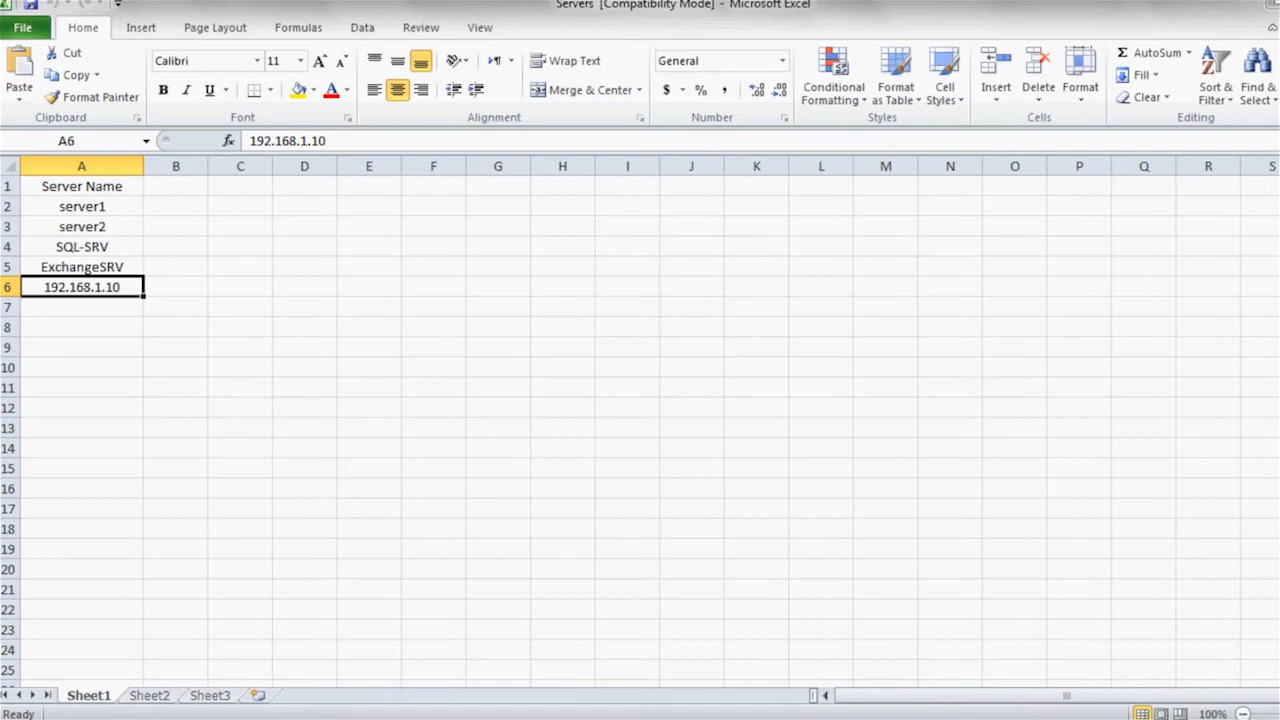 Servers [Compatibility Mode] - Microsoft Excel
File Home Insert Page Layout Formulas Data Review View
Cut
Copy
Format Painter
Paste
Clipboard
Calibri 11
B I U A
Font
Wrap Text
Merge & Center
Alignment
General
$ % ,
Number
Conditional Formatting
Format as Table
Cell Styles
Styles
Insert Delete Format
Cells
Σ AutoSum
Fill
Clear
Sort & Filter
Find & Select
Editing
A6 fx 192.168.1.10
A B C D E F G H I J K L M N O P Q R S
1 Server Name
2 server1
3 server2
4 SQL-SRV
5 ExchangeSRV
6 192.168.1.10
7
8
9
10
11
12
13
14
15
16
17
18
19
20
21
22
23
24
25
Sheet1 Sheet2 Sheet3
Ready 100%